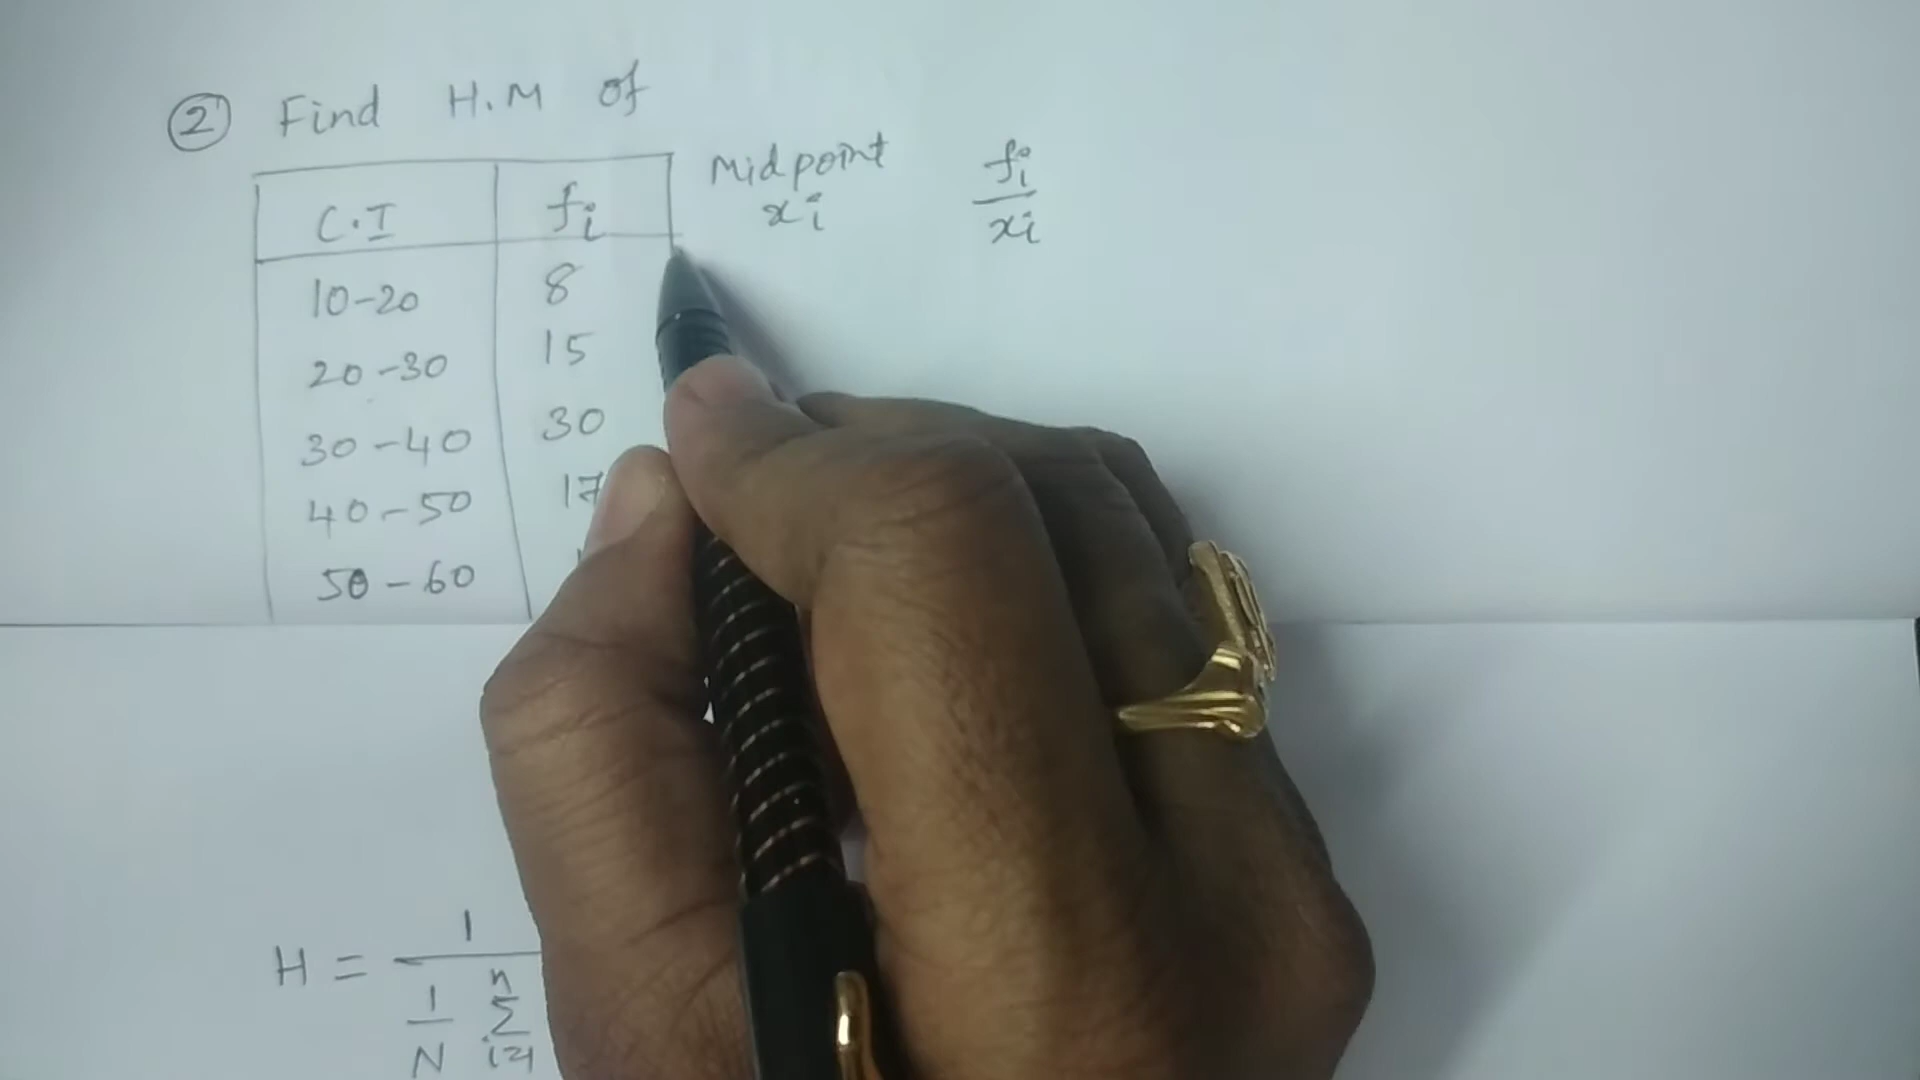 ② Find H.M of
C.I fi Midpoint xi fi/xi
10-20 8
20-30 15
30-40 30
40-50 17
50-60
H = 1 / 1/N n Σ i=1